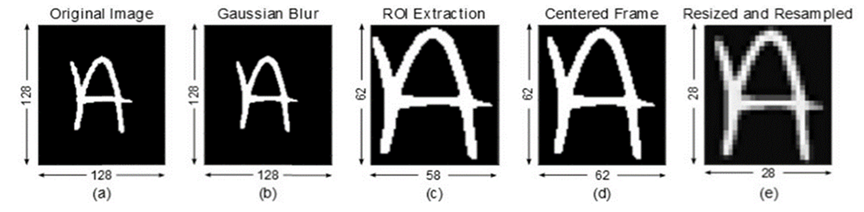 Original Image Gaussian Blur ROI Extraction Centered Frame Resized and Resampled
128 128 62 62 28
A A A A A
128 128 58 62 28
(a) (b) (c) (d) (e)